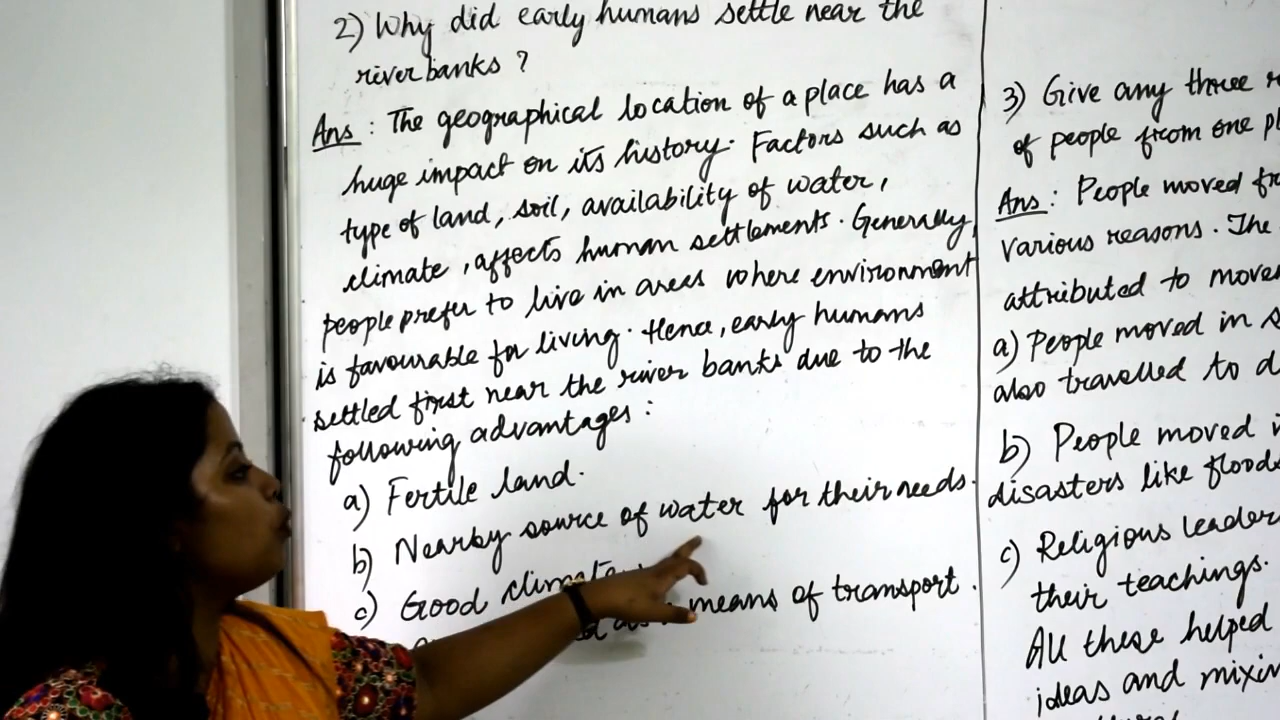 2) Why did early humans settle near the
river banks ?
Ans : The geographical location of a place has a
huge impact on its history. Factors such as
type of land, soil, availability of water,
climate, affects human settlements. Generally,
people prefer to live in areas where environment
is favourable for living. Hence, early humans
settled first near the river banks due to the
following advantages :
a) Fertile land.
b) Nearby source of water for their needs.
c) Good climate
means of transport.
3) Give any three
of people from one
Ans : People moved
various reasons. The
attributed to
a) People moved in
also travelled to
b) People moved
disasters like
c) Religious
their teachings.
All these helped
ideas and